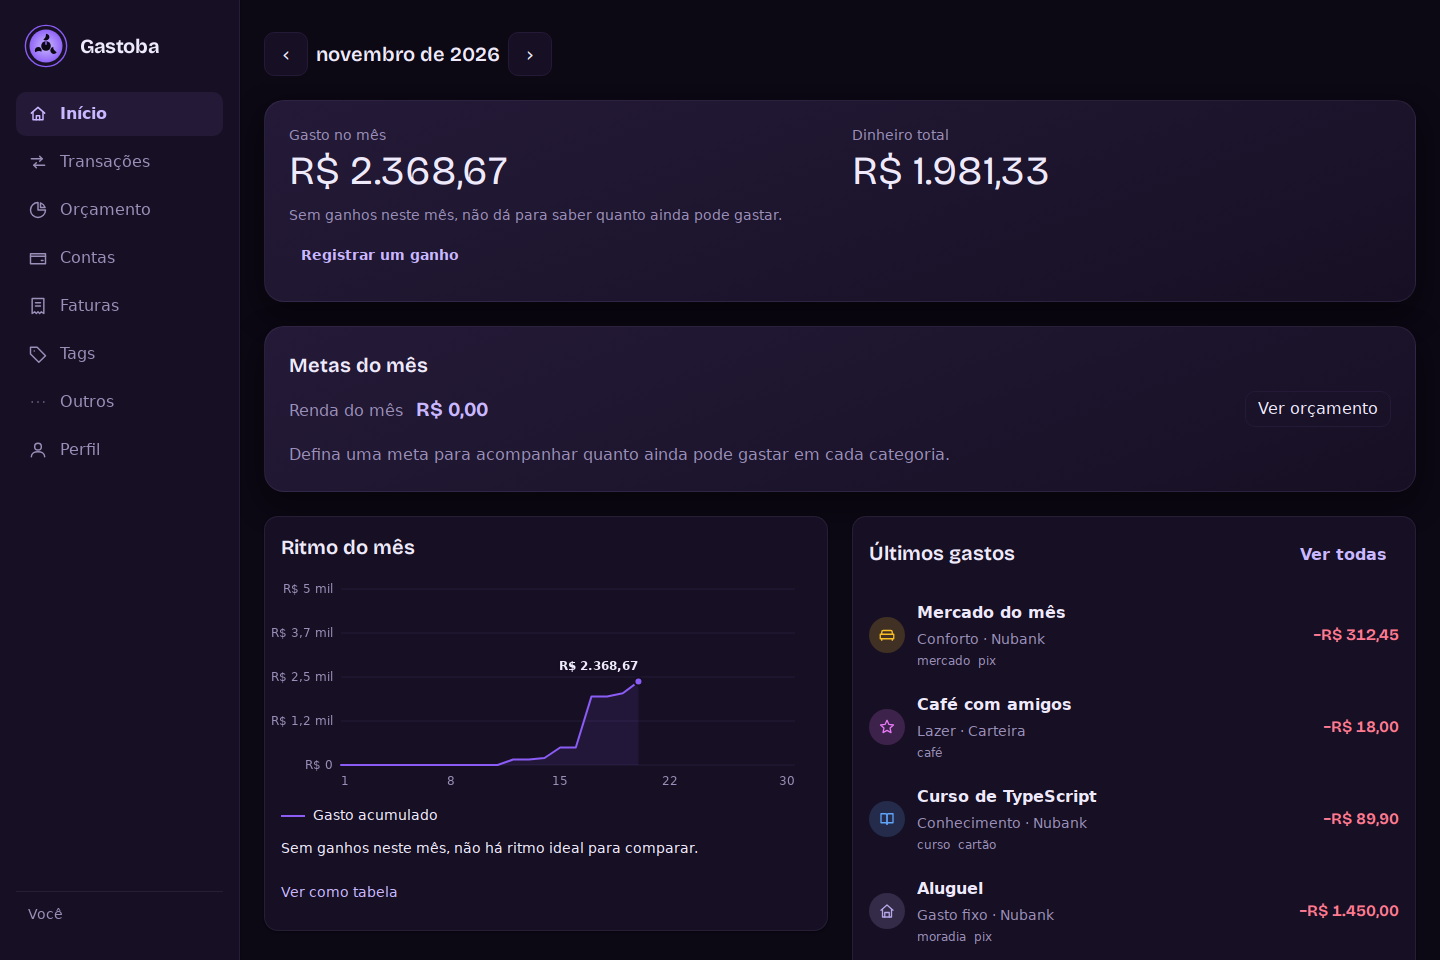 Gastoba
Início
Transações
Orçamento
Contas
Faturas
Tags
Outros
Perfil
Você
‹ novembro de 2026 ›
Gasto no mês
R$ 2.368,67
Sem ganhos neste mês, não dá para saber quanto ainda pode gastar.
Registrar um ganho
Dinheiro total
R$ 1.981,33
Metas do mês
Renda do mês R$ 0,00
Ver orçamento
Defina uma meta para acompanhar quanto ainda pode gastar em cada categoria.
Ritmo do mês
R$ 5 mil
R$ 3,7 mil
R$ 2,5 mil
R$ 1,2 mil
R$ 0
R$ 2.368,67
1 8 15 22 30
Gasto acumulado
Sem ganhos neste mês, não há ritmo ideal para comparar.
Ver como tabela
Últimos gastos
Ver todas
Mercado do mês
Conforto · Nubank
mercado pix
−R$ 312,45
Café com amigos
Lazer · Carteira
café
−R$ 18,00
Curso de TypeScript
Conhecimento · Nubank
curso cartão
−R$ 89,90
Aluguel
Gasto fixo · Nubank
moradia pix
−R$ 1.450,00